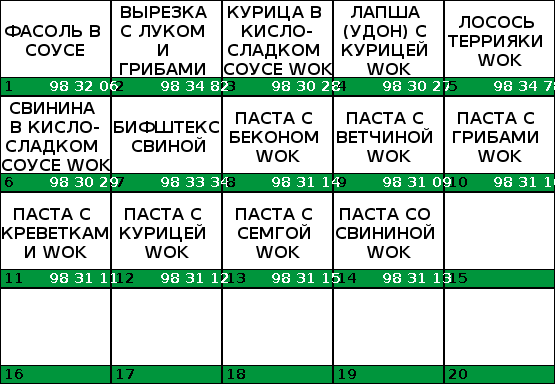 ФАСОЛЬ В
СОУСЕ
1 98 32 06
ВЫРЕЗКА
С ЛУКОМ
И
ГРИБАМИ
2 98 34 82
КУРИЦА В
КИСЛО-
СЛАДКОМ
СОУСЕ WOK
3 98 30 28
ЛАПША
(УДОН) С
КУРИЦЕЙ
WOK
4 98 30 27
ЛОСОСЬ
ТЕРРИЯКИ
WOK
5 98 34 7
СВИНИНА
В КИСЛО-
СЛАДКОМ
СОУСЕ WOK
6 98 30 29
БИФШТЕКС
СВИНОЙ
7 98 33 34
ПАСТА С
БЕКОНОМ
WOK
8 98 31 14
ПАСТА С
ВЕТЧИНОЙ
WOK
9 98 31 09
ПАСТА С
ГРИБАМИ
WOK
10 98 31 1
ПАСТА С
КРЕВЕТКАМ
И WOK
11 98 31 11
ПАСТА С
КУРИЦЕЙ
WOK
12 98 31 12
ПАСТА С
СЕМГОЙ
WOK
13 98 31 15
ПАСТА СО
СВИНИНОЙ
WOK
14 98 31 13
15
16
17
18
19
20